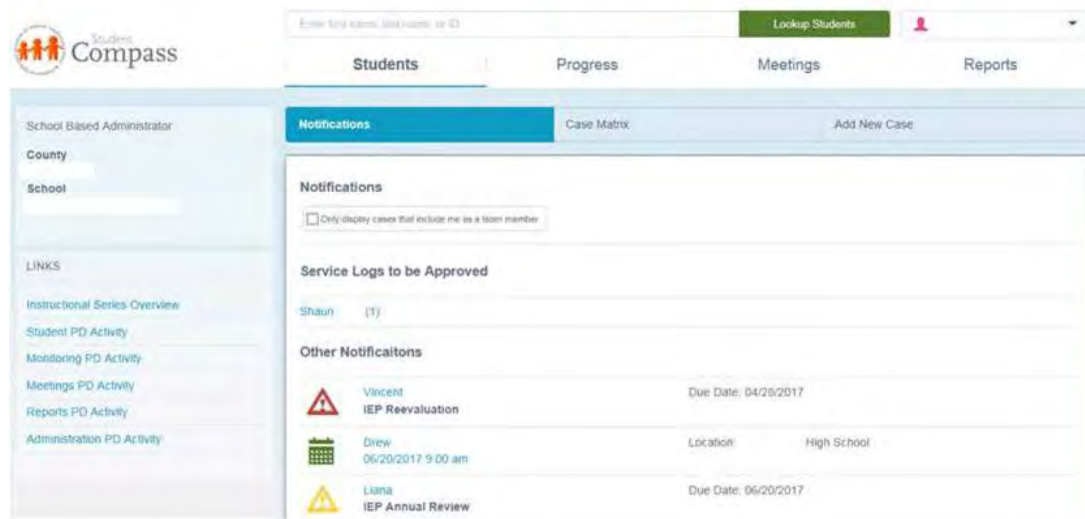 Student
Compass
Enter first name, last name, or ID
Lookup Students
Students
Progress
Meetings
Reports
School Based Administrator
County
School
LINKS
Instructional Series Overview
Student PD Activity
Monitoring PD Activity
Meetings PD Activity
Reports PD Activity
Administration PD Activity
Notifications
Case Matrix
Add New Case
Notifications
Only display cases that include me as a team member
Service Logs to be Approved
Shaun (1)
Other Notificaitons
Vincent
IEP Reevaluation
Due Date: 04/28/2017
Drew
06/20/2017 9:00 am
Location High School
Liana
IEP Annual Review
Due Date: 06/20/2017